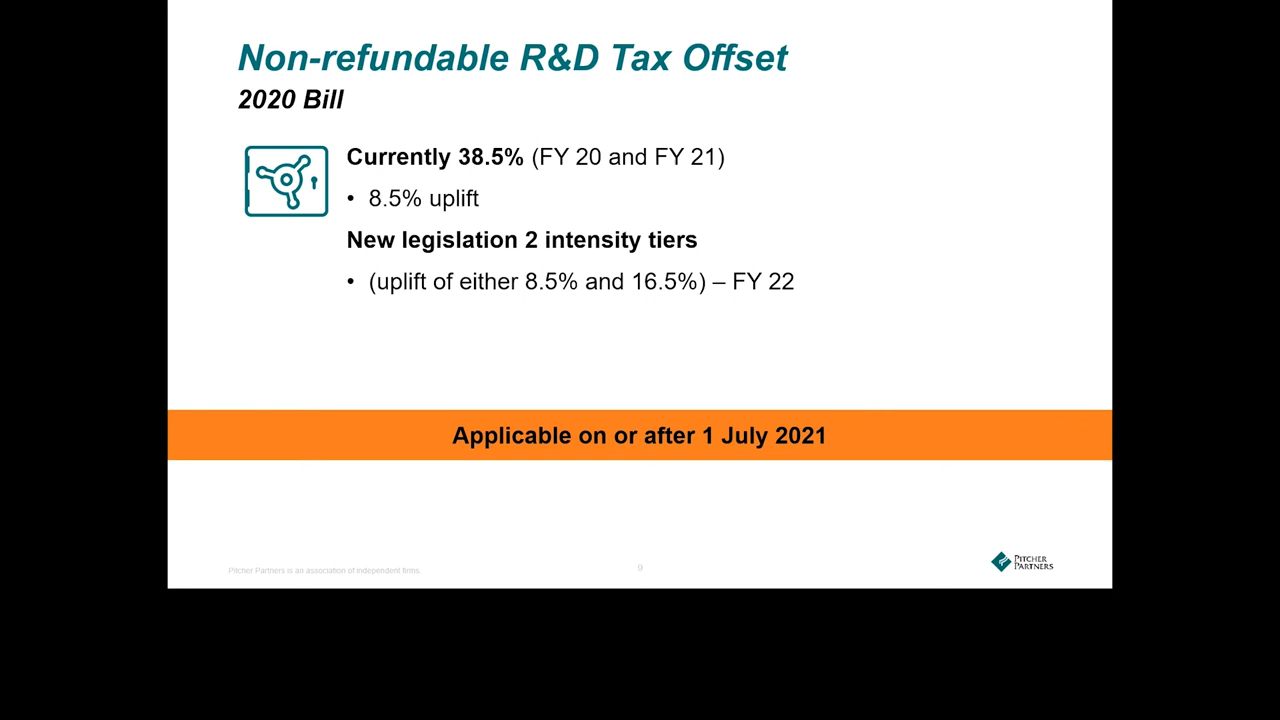 Non-refundable R&D Tax Offset
2020 Bill
Currently 38.5% (FY 20 and FY 21)
• 8.5% uplift
New legislation 2 intensity tiers
• (uplift of either 8.5% and 16.5%) – FY 22
Applicable on or after 1 July 2021
Pitcher Partners is an association of independent firms.
9
PITCHER
PARTNERS